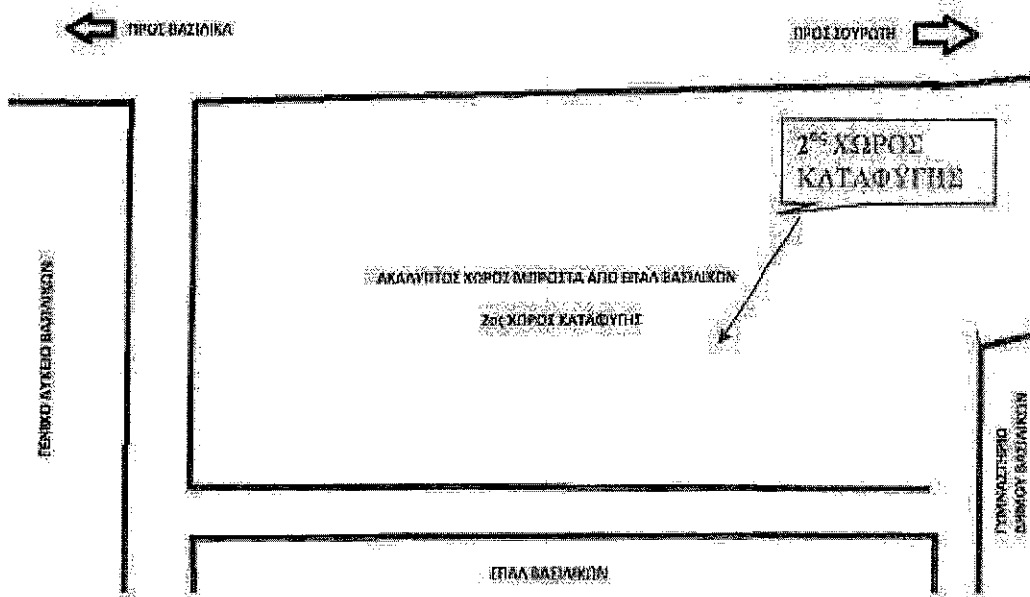 ΠΡΟΣ ΒΑΣΙΛΙΚΑ
ΠΡΟΣ ΣΟΥΡΩΤΗ
2ος ΧΩΡΟΣ
ΚΑΤΑΦΥΓΗΣ
ΑΚΑΛΥΠΤΟΣ ΧΩΡΟΣ ΜΠΡΟΣΤΑ ΑΠΟ ΕΠΑΛ ΒΑΣΙΛΙΚΩΝ
2ος ΧΩΡΟΣ ΚΑΤΑΦΥΓΗΣ
ΓΕΝΙΚΟ ΛΥΚΕΙΟ ΒΑΣΙΛΙΚΩΝ
ΓΥΜΝΑΣΤΗΡΙΟ
ΔΗΜΟΥ ΒΑΣΙΛΙΚΩΝ
ΕΠΑΛ ΒΑΣΙΛΙΚΩΝ